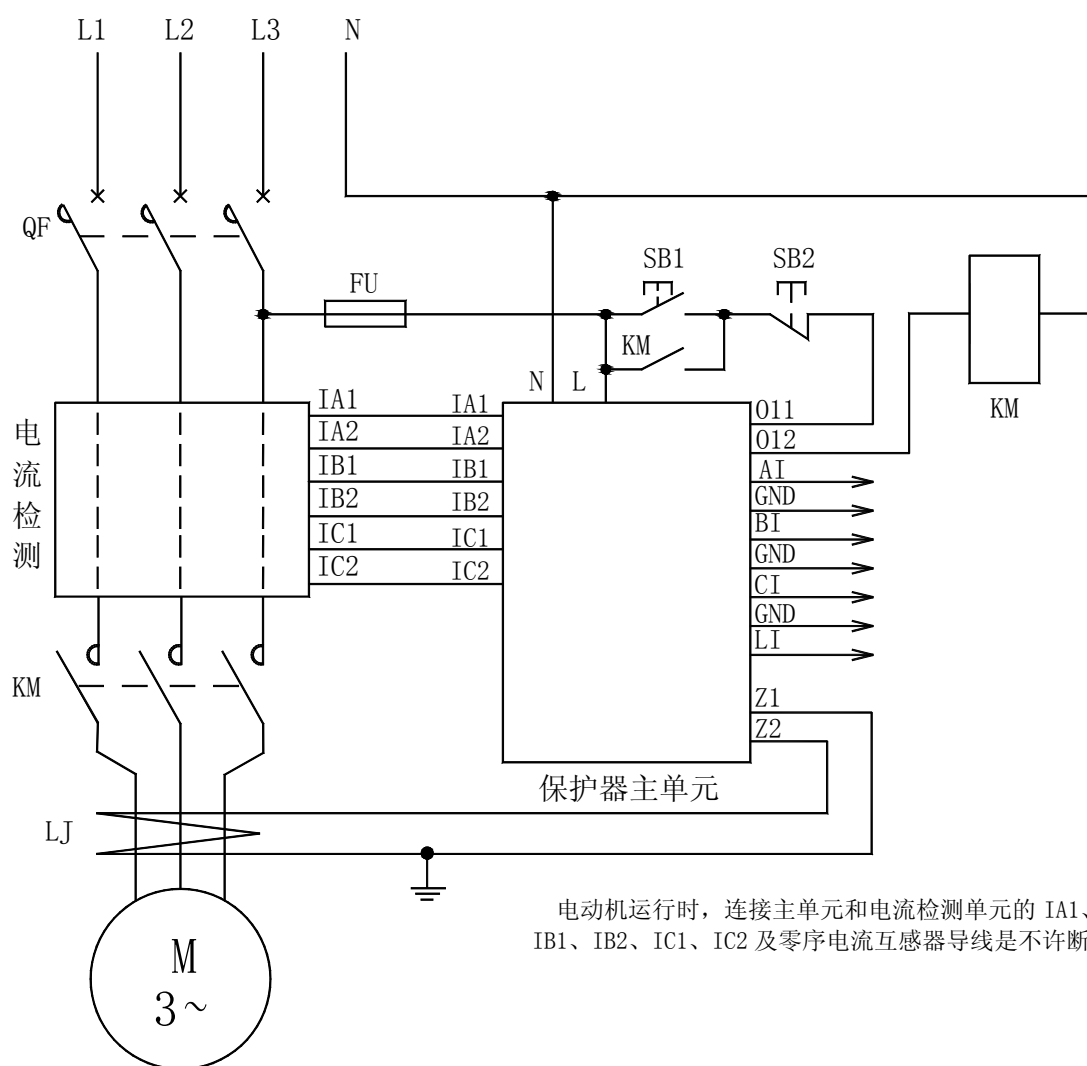 L1 L2 L3 N
QF
FU
SB1 SB2
KM
N L
KM
电流检测
IA1 IA1
IA2 IA2
IB1 IB1
IB2 IB2
IC1 IC1
IC2 IC2
O11
O12
AI
GND
BI
GND
CI
GND
LI
KM
Z1
Z2
保护器主单元
LJ
电动机运行时，连接主单元和电流检测单元的 IA1、
IB1、IB2、IC1、IC2 及零序电流互感器导线是不许断
M
3～